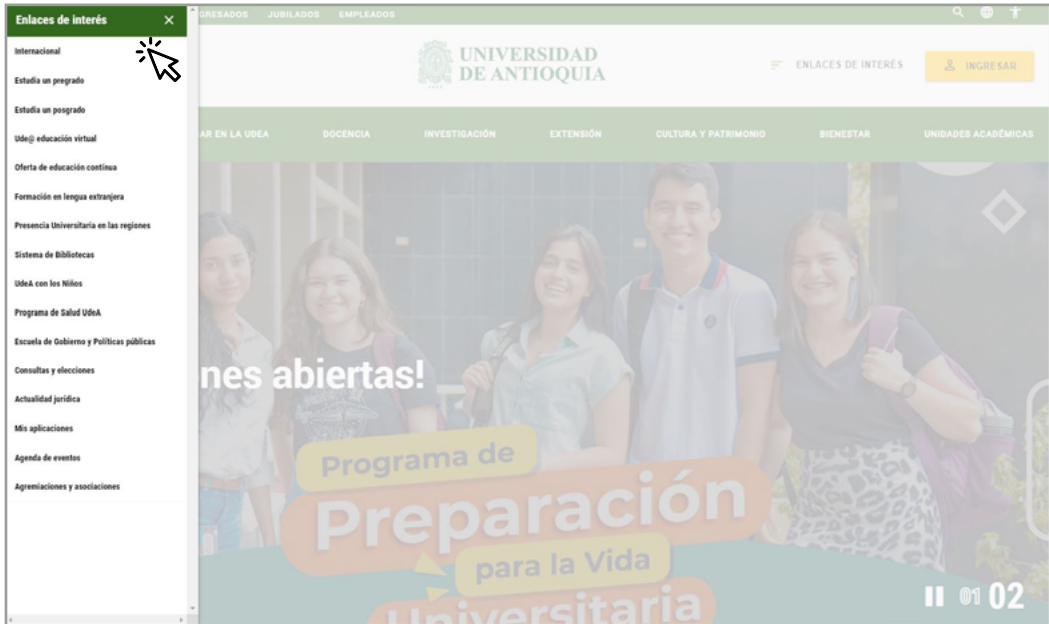 Enlaces de interés
Internacional
Estudia un pregrado
Estudia un posgrado
Ude@ educación virtual
Oferta de educación contínua
Formación en lengua extranjera
Presencia Universitaria en las regiones
Sistema de Bibliotecas
UdeA con los Niños
Programa de Salud UdeA
Escuela de Gobierno y Políticas públicas
Consultas y elecciones
Actualidad jurídica
Mis aplicaciones
Agenda de eventos
Agremiaciones y asociaciones
GRESADOS JUBILADOS EMPLEADOS
UNIVERSIDAD
DE ANTIOQUIA
ENLACES DE INTERÉS INGRESAR
AR EN LA UDEA DOCENCIA INVESTIGACIÓN EXTENSIÓN CULTURA Y PATRIMONIO BIENESTAR UNIDADES ACADÉMICAS
nes abiertas!
Programa de
Preparación
para la Vida
Universitaria
01 02